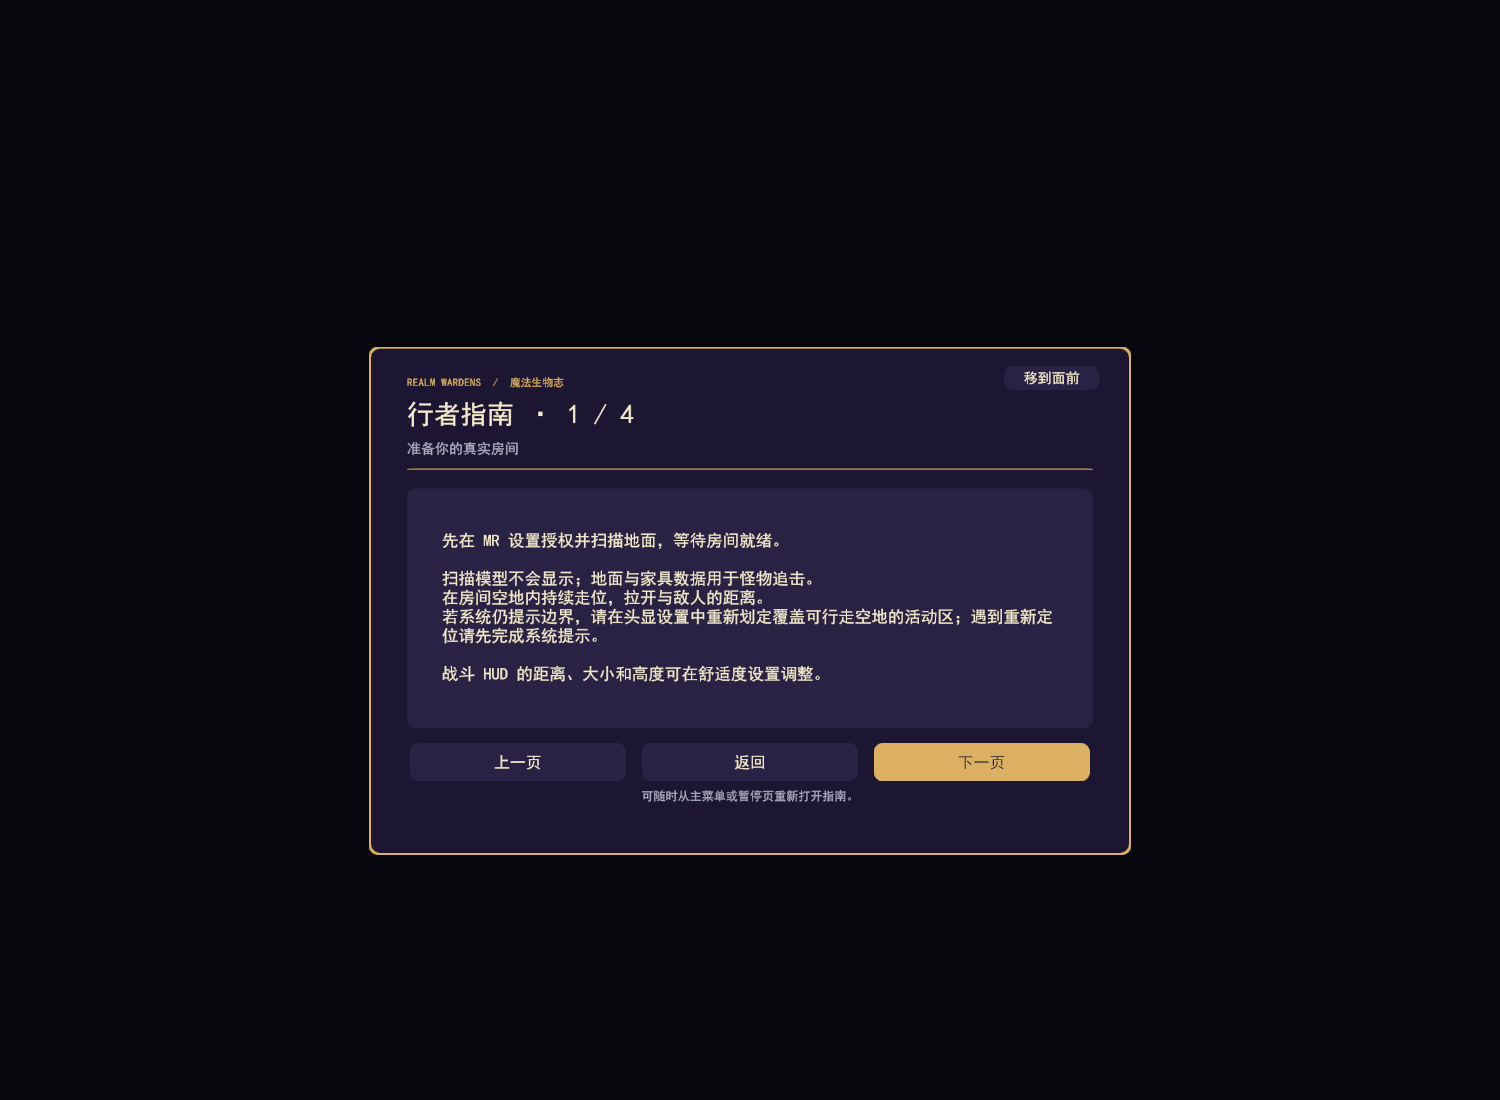 REALM WARDENS / 魔法生物志
移到面前
行者指南 · 1 / 4
准备你的真实房间
先在 MR 设置授权并扫描地面，等待房间就绪。
扫描模型不会显示；地面与家具数据用于怪物追击。
在房间空地内持续走位，拉开与敌人的距离。
若系统仍提示边界，请在头显设置中重新划定覆盖可行走空地的活动区；遇到重新定
位请先完成系统提示。
战斗 HUD 的距离、大小和高度可在舒适度设置调整。
上一页
返回
下一页
可随时从主菜单或暂停页重新打开指南。